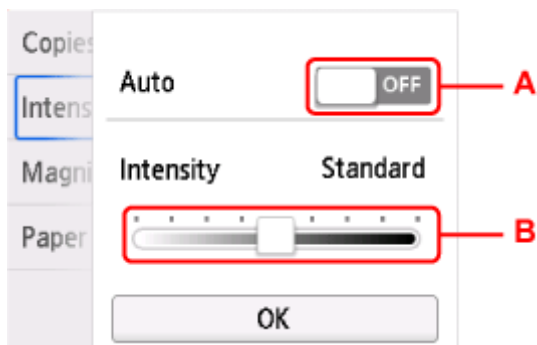 Copies
Auto
OFF
A
Intens
Magni
Intensity
Standard
Paper
B
OK